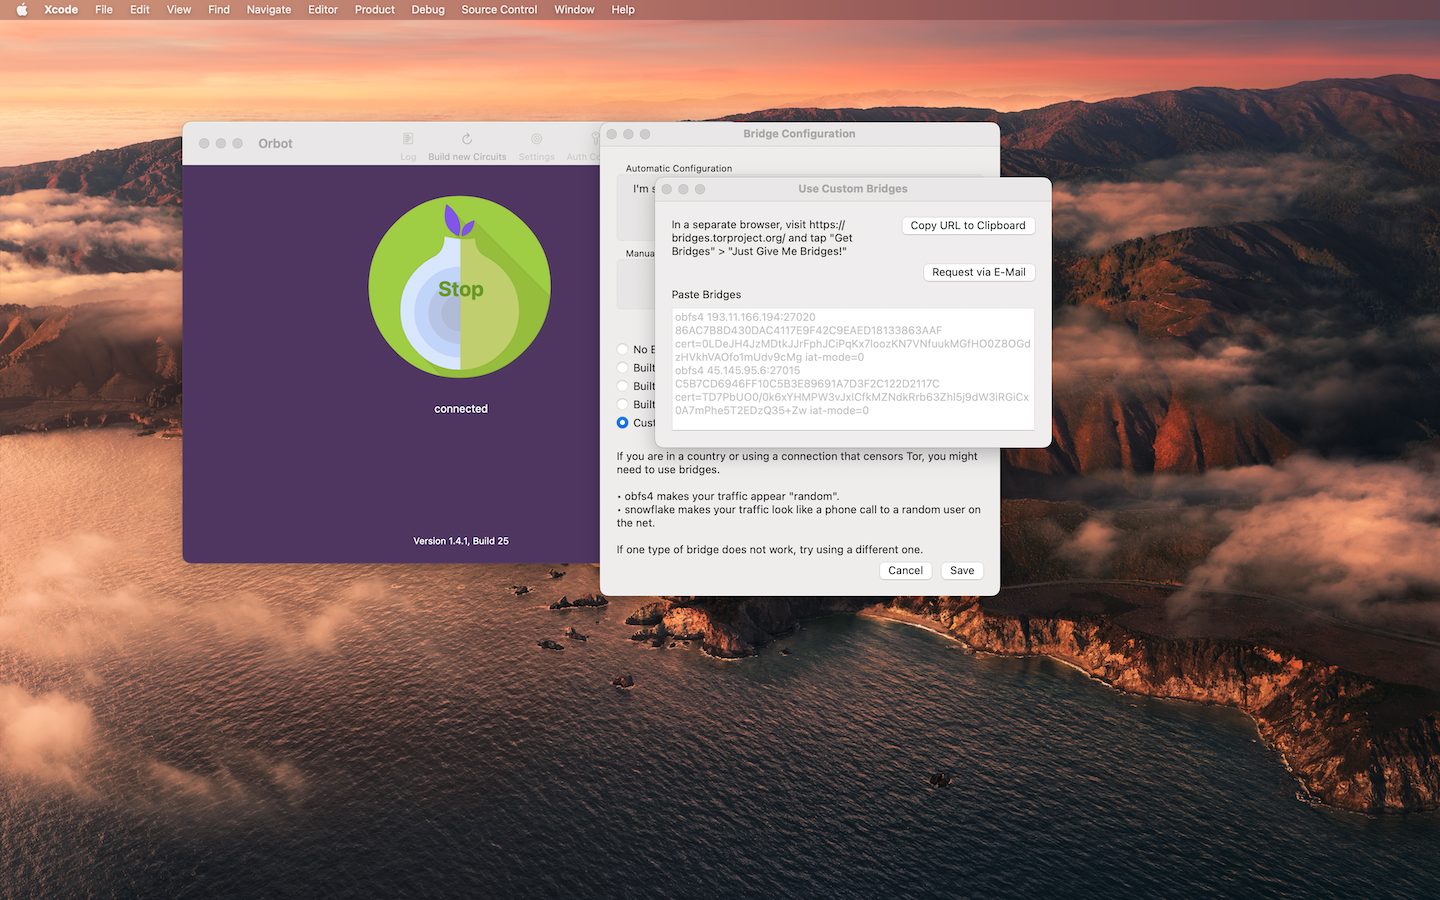 Xcode File Edit View Find Navigate Editor Product Debug Source Control Window Help
Orbot
Log Build new Circuits Settings Auth Co
Stop
connected
Version 1.4.1, Build 25
Bridge Configuration
Automatic Configuration
I'm s
Manua
No B
Built
Built
Built
Cust
Use Custom Bridges
In a separate browser, visit https://
bridges.torproject.org/ and tap "Get
Bridges" > "Just Give Me Bridges!"
Copy URL to Clipboard
Request via E-Mail
Paste Bridges
obfs4 193.11.166.194:27020
86AC7B8D430DAC4117E9F42C9EAED18133863AAF
cert=0LDeJH4JzMDtkJJrFphJCiPqKx7loozKN7VNfuukMGfHO0Z8OGd
zHVkhVAOfo1mUdv9cMg iat-mode=0
obfs4 45.145.95.6:27015
C5B7CD6946FF10C5B3E89691A7D3F2C122D2117C
cert=TD7PbUO0/0k6xYHMPW3vJxICfkMZNdkRrb63Zhl5j9dW3iRGiCx
0A7mPhe5T2EDzQ35+Zw iat-mode=0
If you are in a country or using a connection that censors Tor, you might
need to use bridges.
• obfs4 makes your traffic appear "random".
• snowflake makes your traffic look like a phone call to a random user on
the net.
If one type of bridge does not work, try using a different one.
Cancel Save